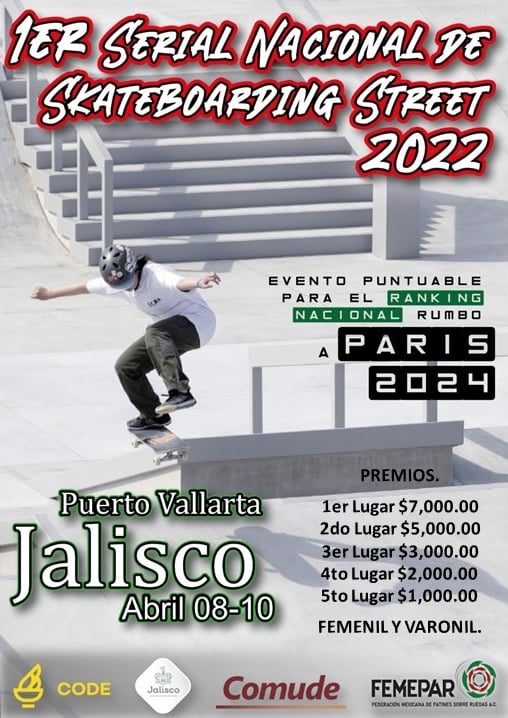 1ER SERIAL NACIONAL DE
SKATEBOARDING STREET
2022
EVENTO PUNTUABLE
PARA EL RANKING
NACIONAL RUMBO
A PARIS
2024
PREMIOS.
1er Lugar $7,000.00
2do Lugar $5,000.00
3er Lugar $3,000.00
4to Lugar $2,000.00
5to Lugar $1,000.00
FEMENIL Y VARONIL.
Puerto Vallarta
Jalisco
Abril 08-10
CODE
Jalisco
Comude
FEMEPAR
FEDERACIÓN MEXICANA DE PATINES SOBRE RUEDAS A.C.